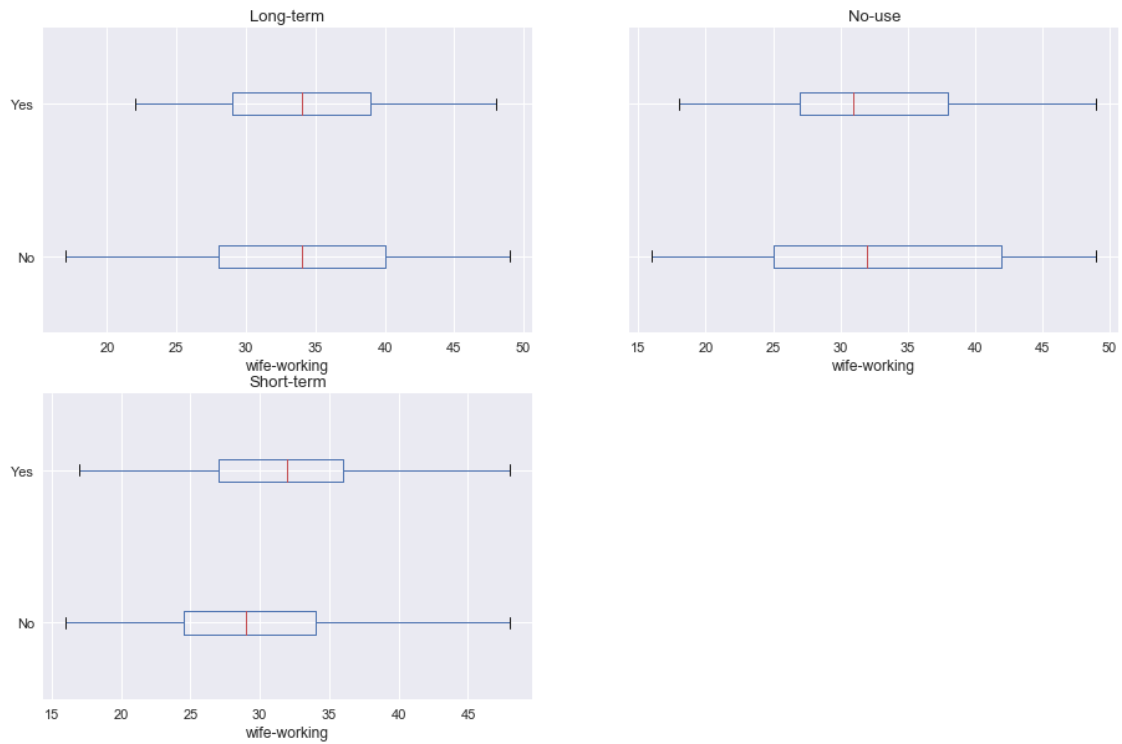 Long-term
Yes
No
20 25 30 35 40 45 50
wife-working
No-use
15 20 25 30 35 40 45 50
wife-working
Short-term
Yes
No
15 20 25 30 35 40 45
wife-working